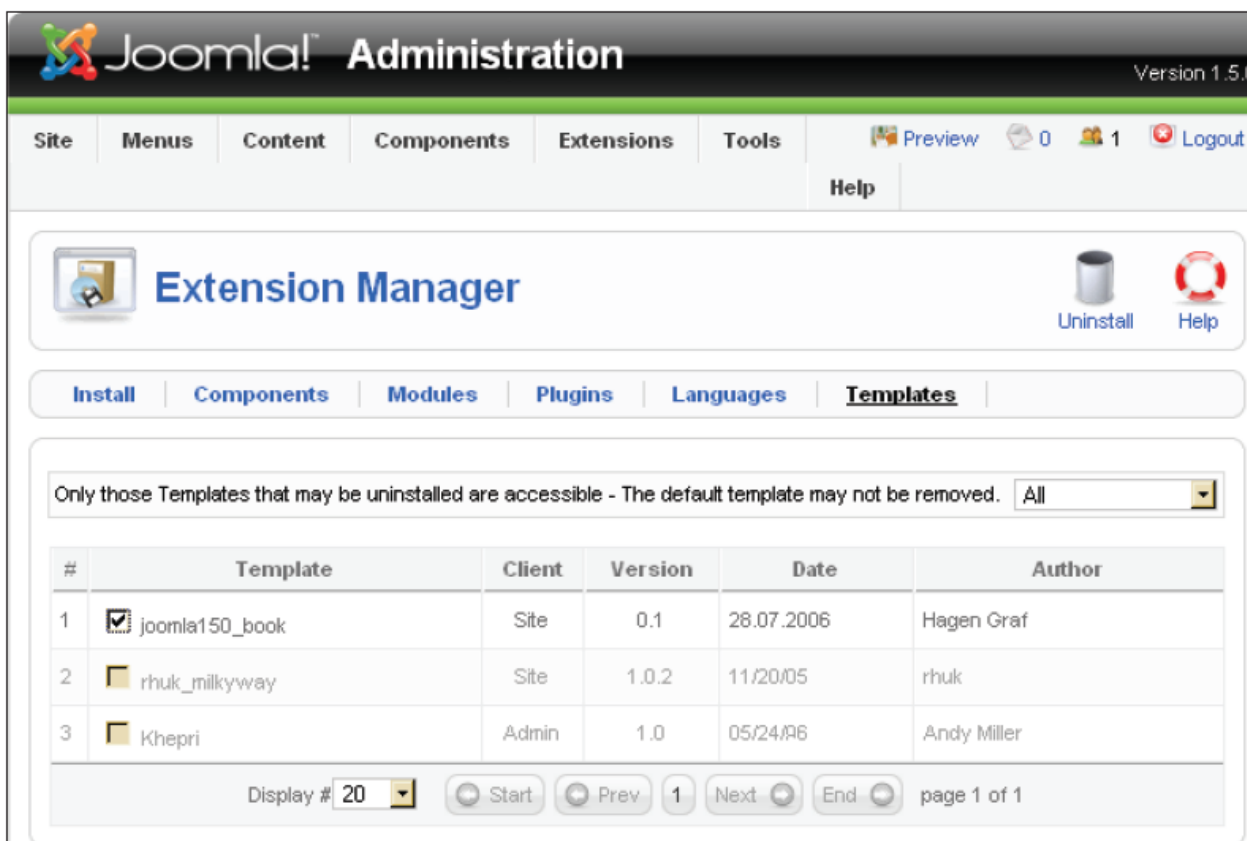 Joomla!™ Administration
Version 1.5.
Site Menus Content Components Extensions Tools Preview 0 1 Logout
Help
Extension Manager
Uninstall Help
Install Components Modules Plugins Languages Templates
Only those Templates that may be uninstalled are accessible - The default template may not be removed. All
# Template Client Version Date Author
1 joomla150_book Site 0.1 28.07.2006 Hagen Graf
2 rhuk_milkyway Site 1.0.2 11/20/05 rhuk
3 Khepri Admin 1.0 Andy Miller
Display # 20 Start Prev 1 Next End page 1 of 1